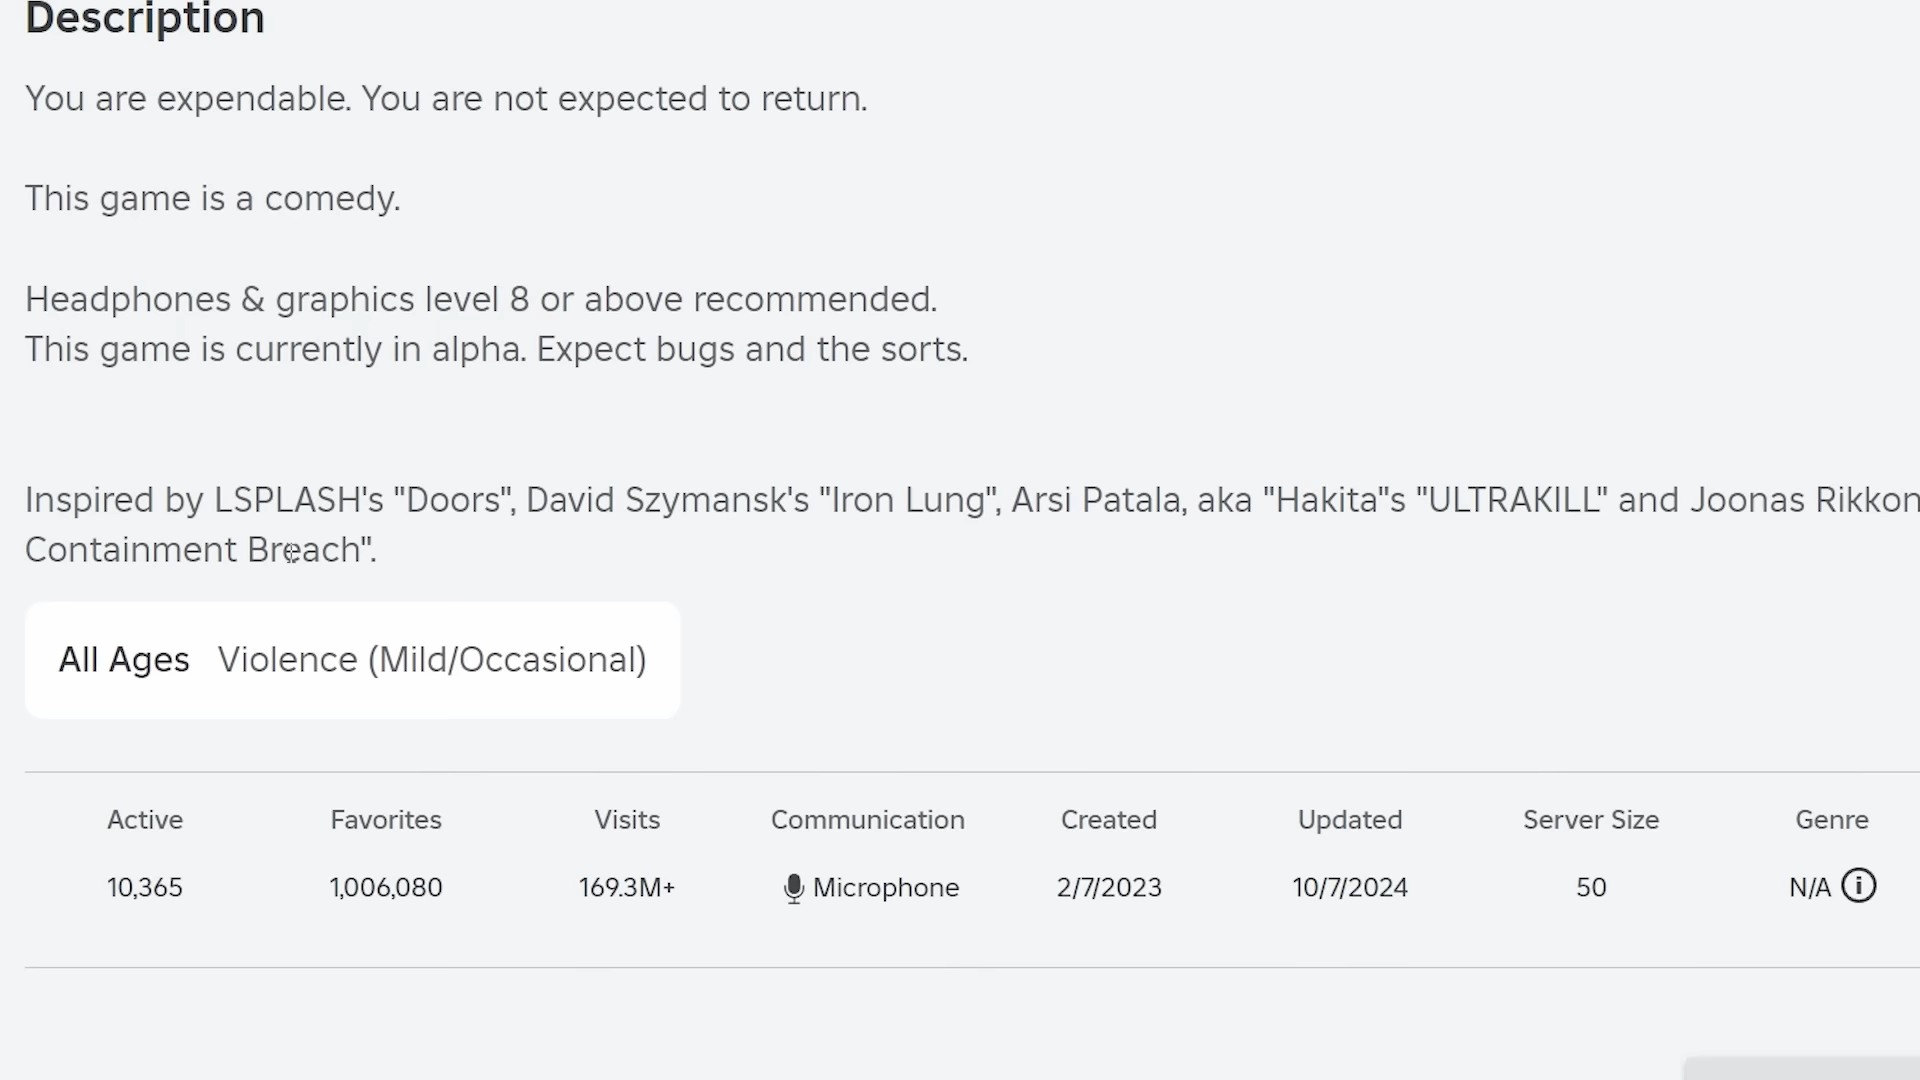 Description
You are expendable. You are not expected to return.
This game is a comedy.
Headphones & graphics level 8 or above recommended.
This game is currently in alpha. Expect bugs and the sorts.
Inspired by LSPLASH's "Doors", David Szymansk's "Iron Lung", Arsi Patala, aka "Hakita"s "ULTRAKILL" and Joonas
Containment Breach".
All Ages Violence (Mild/Occasional)
Active Favorites Visits Communication Created Updated Server Size Genre
10,365 1,006,080 169.3M+ Microphone 2/7/2023 10/7/2024 50 N/A